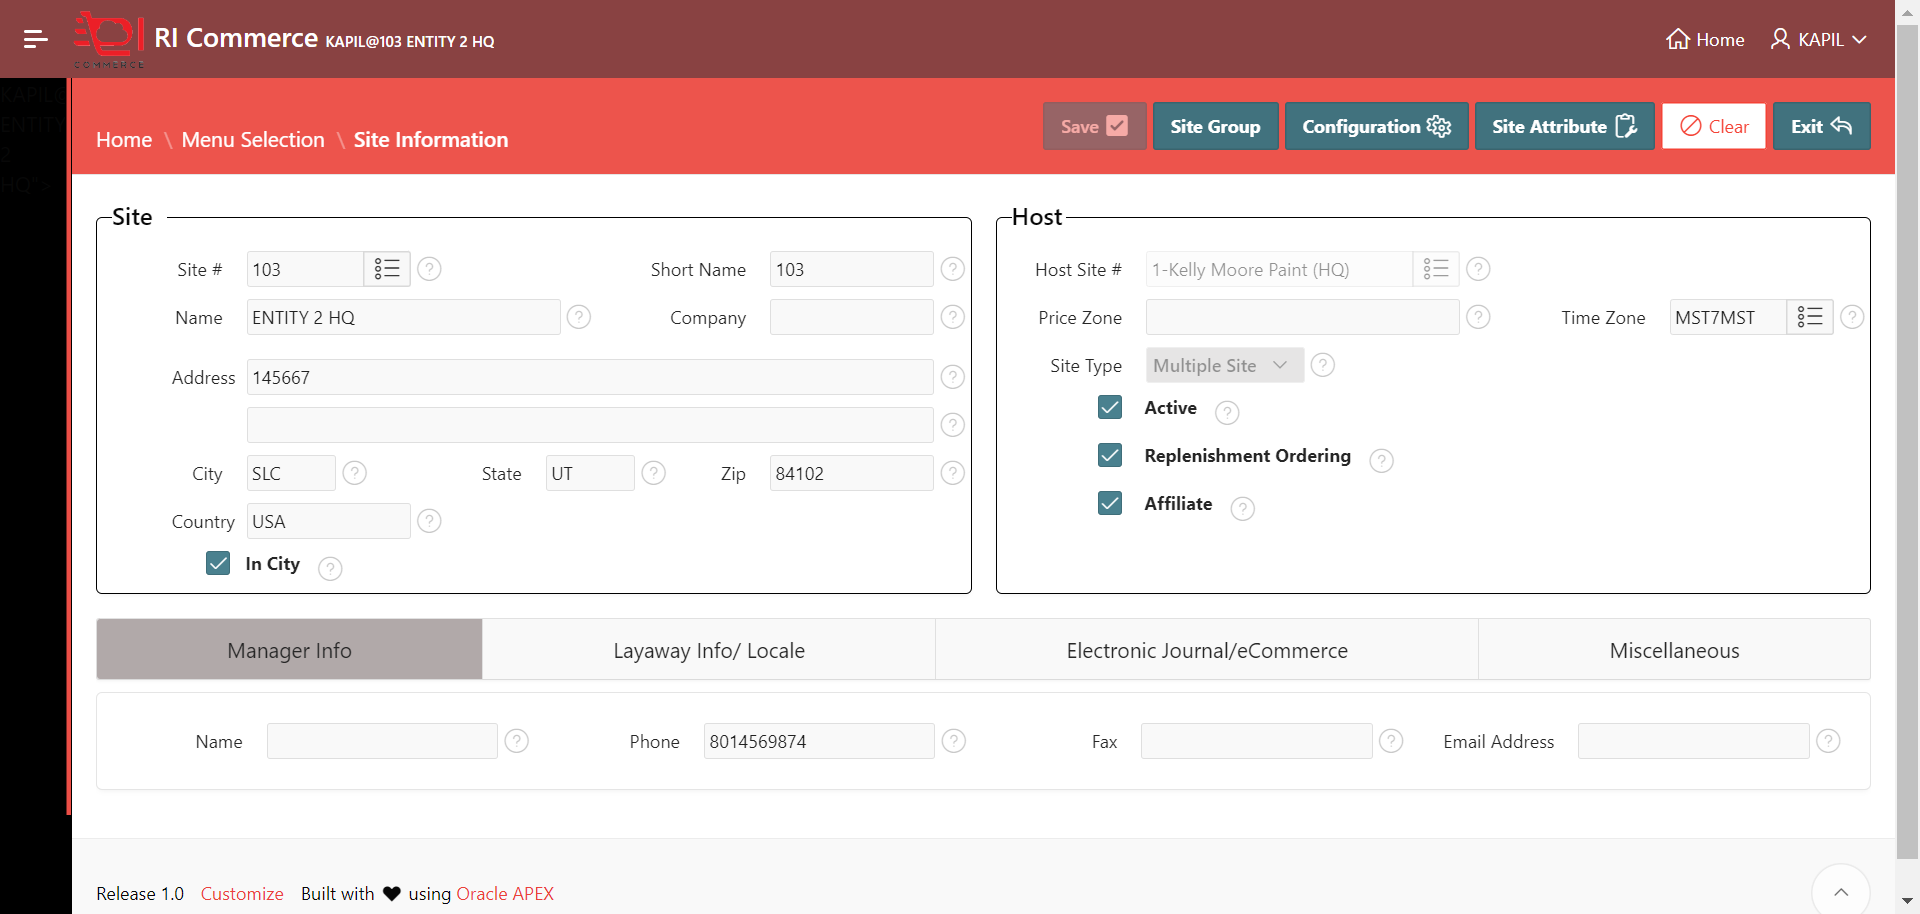 RI Commerce KAPIL@103 ENTITY 2 HQ
COMMERCE
Home
KAPIL
KAPIL@
ENTITY
2
HQ">
Home \ Menu Selection \ Site Information
Save
Site Group
Configuration
Site Attribute
Clear
Exit
Site
Site # 103
Short Name 103
Name ENTITY 2 HQ
Company
Address 145667
City SLC
State UT
Zip 84102
Country USA
In City
Host
Host Site # 1-Kelly Moore Paint (HQ)
Price Zone
Time Zone MST7MST
Site Type Multiple Site
Active
Replenishment Ordering
Affiliate
Manager Info
Layaway Info/ Locale
Electronic Journal/eCommerce
Miscellaneous
Name
Phone 8014569874
Fax
Email Address
Release 1.0 Customize Built with ♥ using Oracle APEX